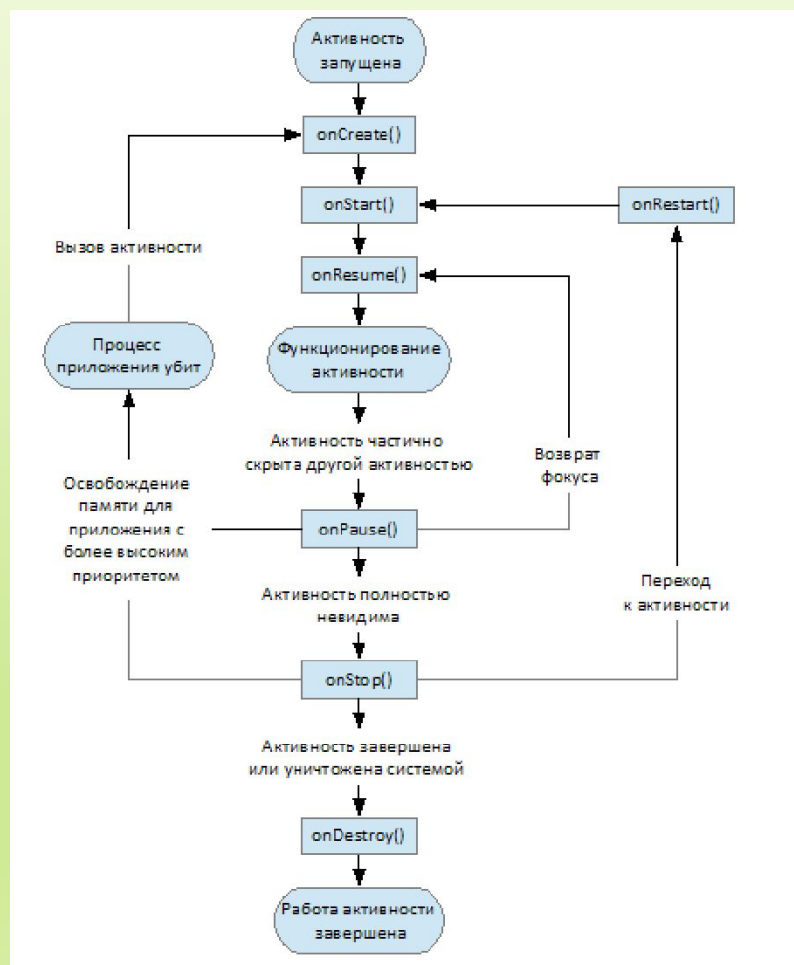 Активность
запущена
onCreate()
onStart()
onRestart()
Вызов активности
onResume()
Процесс
приложения убит
Функционирование
активности
Активность частично
скрыта другой активностью
Возврат
фокуса
Освобождение
памяти для
приложения с
более высоким
приоритетом
onPause()
Активность полностью
невидима
Переход
к активности
onStop()
Активность завершена
или уничтожена системой
onDestroy()
Работа активности
завершена